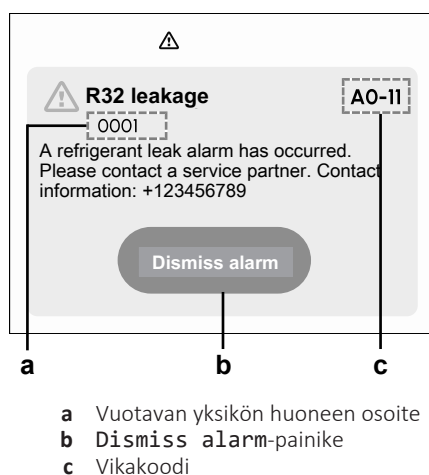 R32 leakage
A0-11
0001
A refrigerant leak alarm has occurred.
Please contact a service partner. Contact
information: +123456789
Dismiss alarm
a b c
a Vuotavan yksikön huoneen osoite
b Dismiss alarm-painike
c Vikakoodi